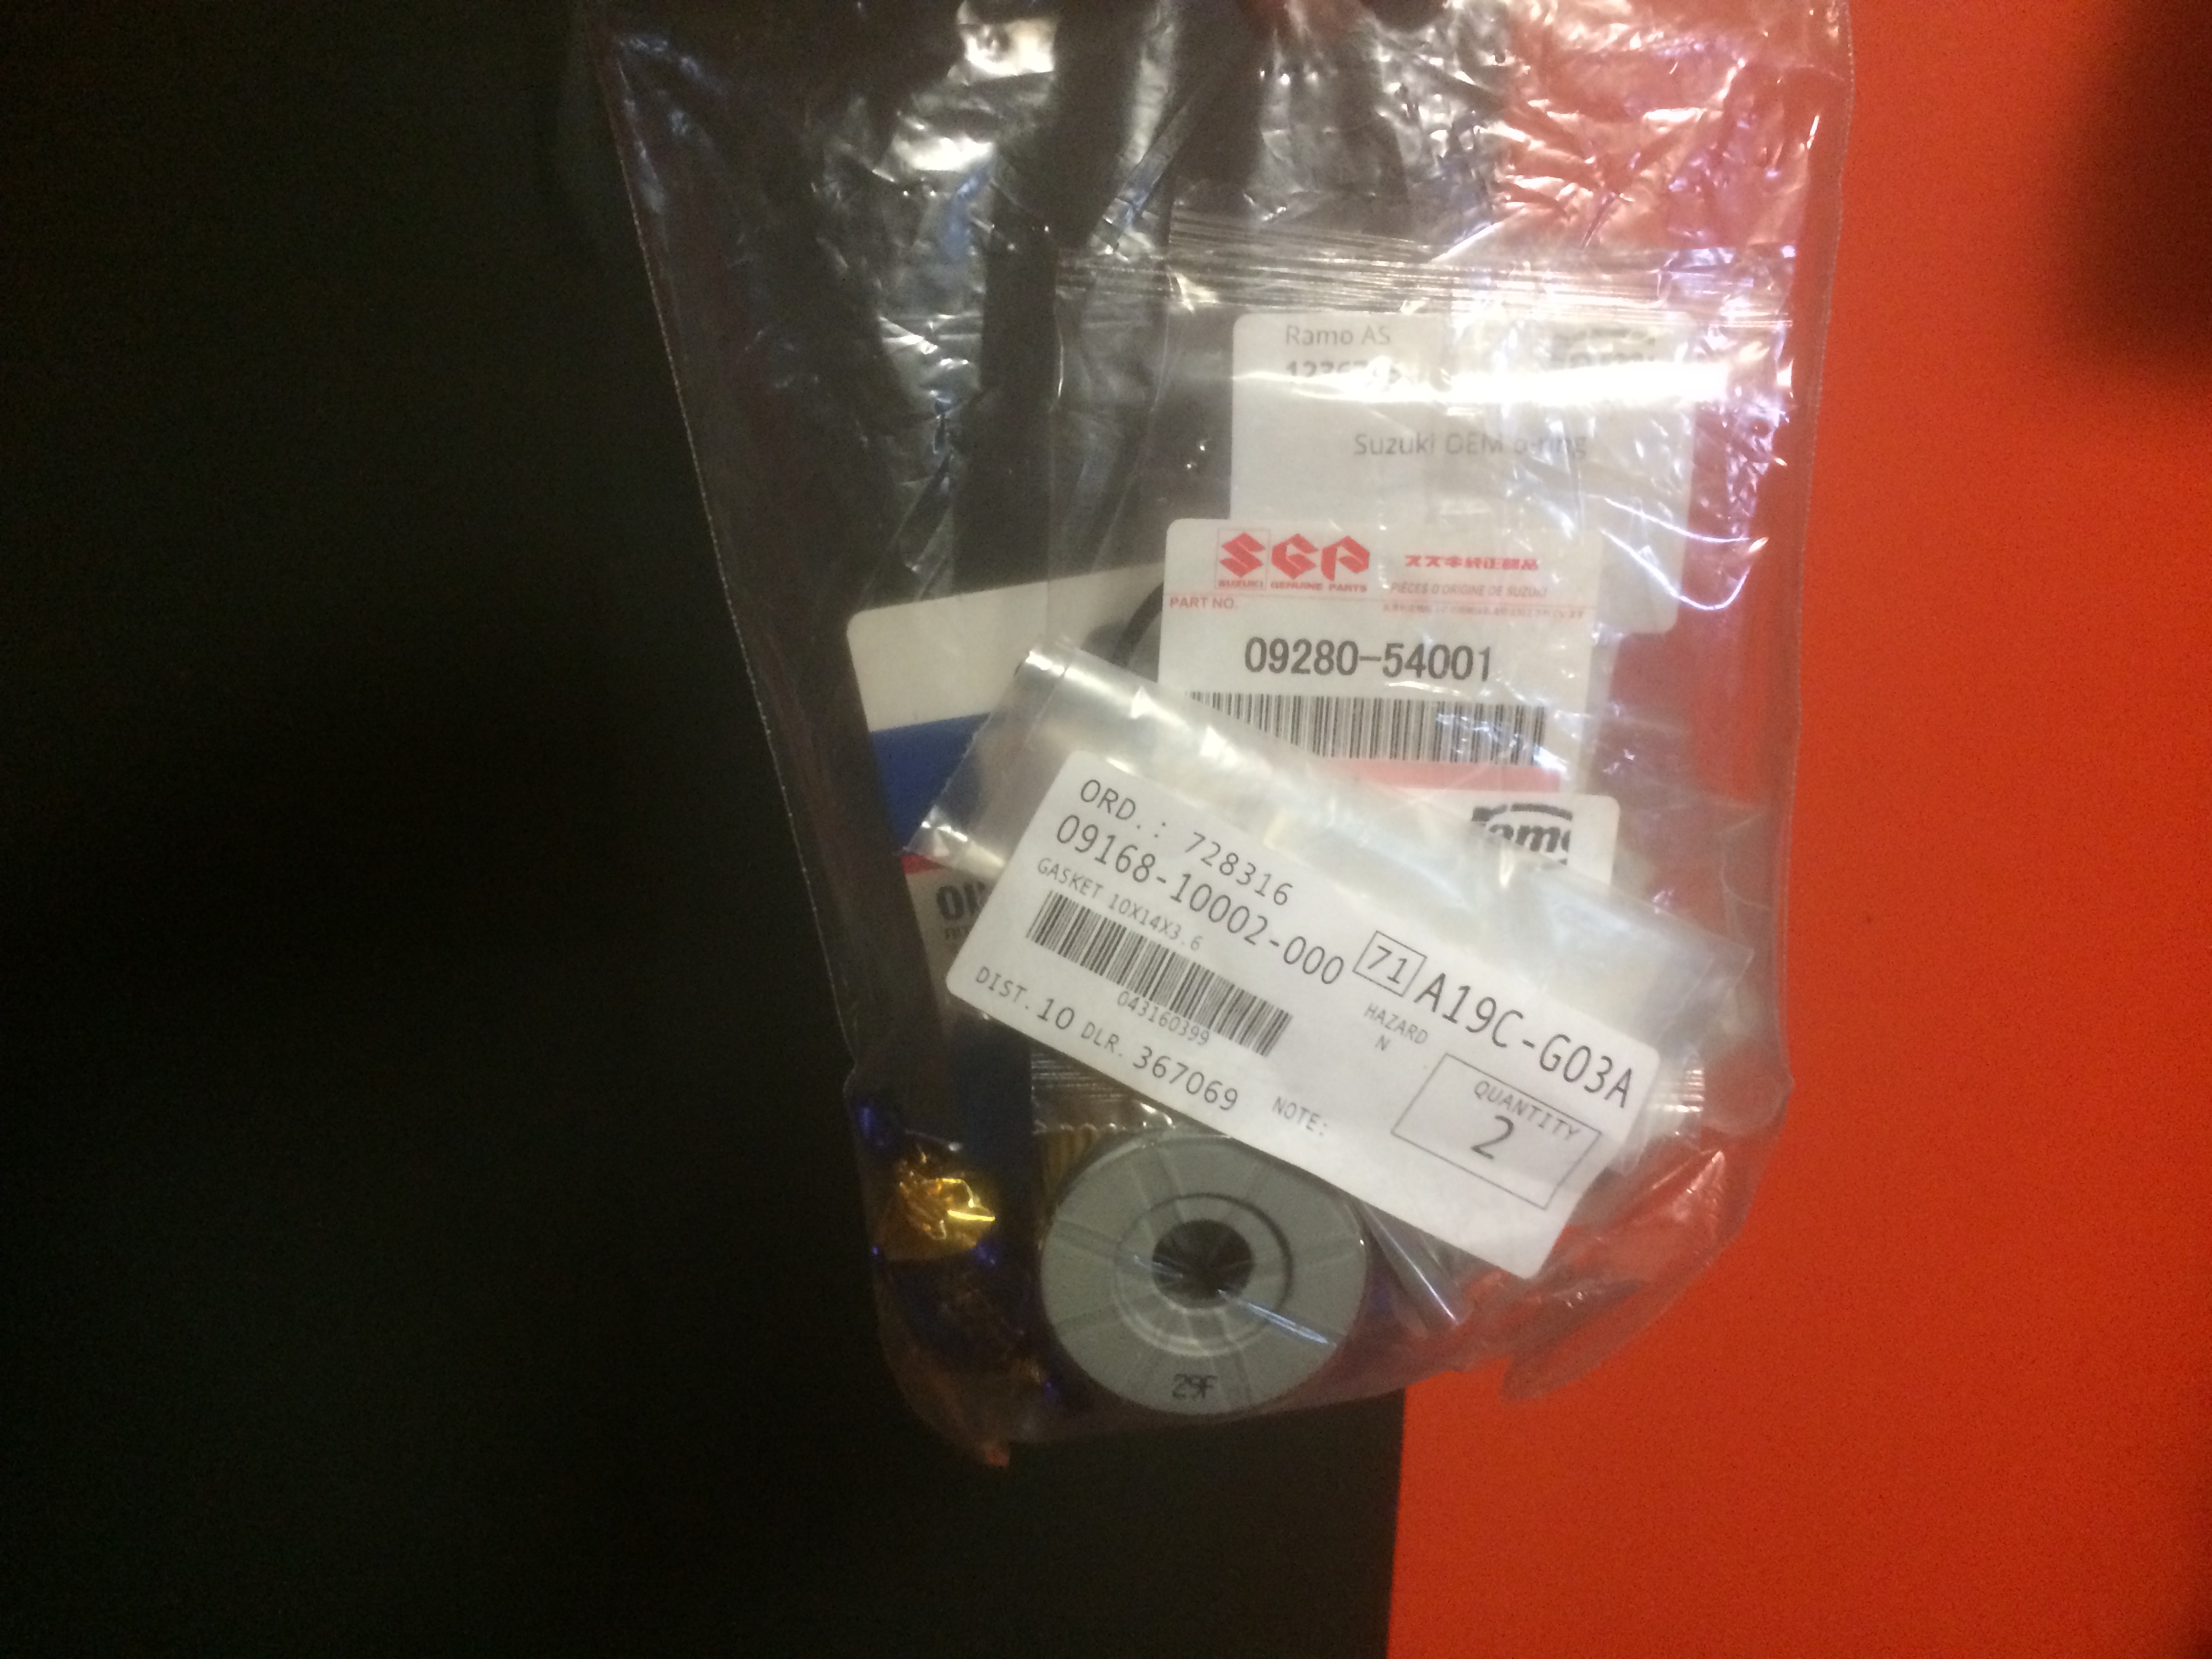 Ramo AS
Suzuki OEM o-ring
SGP
スズキ純正部品
SUZUKI GENUINE PARTS
PIÈCES D'ORIGINE DE SUZUKI
PART NO.
09280-54001
ORD.: 728316
09168-10002-000
71 A19C-G03A
GASKET 10X14X3.6
043160399
HAZARD
N
DIST. 10 DLR. 367069
NOTE:
QUANTITY
2
29F